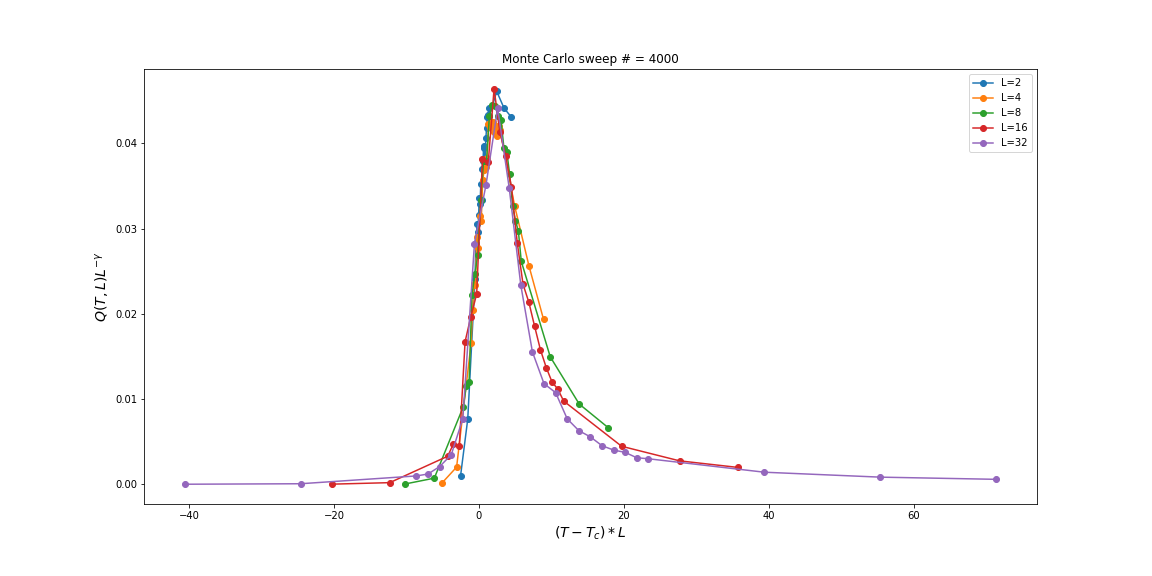 Monte Carlo sweep # = 4000
L=2
L=4
L=8
L=16
L=32
0.04
0.03
0.02
0.01
0.00
Q(T, L)L^{-γ}
−40
−20
0
20
40
60
(T − T_c) * L